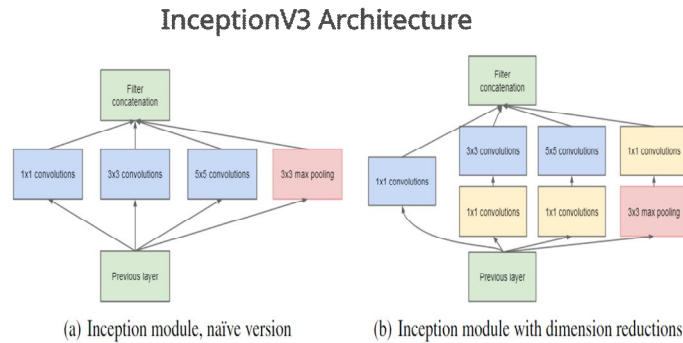 InceptionV3 Architecture
Filter
concatenation
1x1 convolutions
3x3 convolutions
5x5 convolutions
3x3 max pooling
Previous layer
(a) Inception module, naïve version
Filter
concatenation
3x3 convolutions
5x5 convolutions
1x1 convolutions
1x1 convolutions
1x1 convolutions
1x1 convolutions
3x3 max pooling
Previous layer
(b) Inception module with dimension reductions